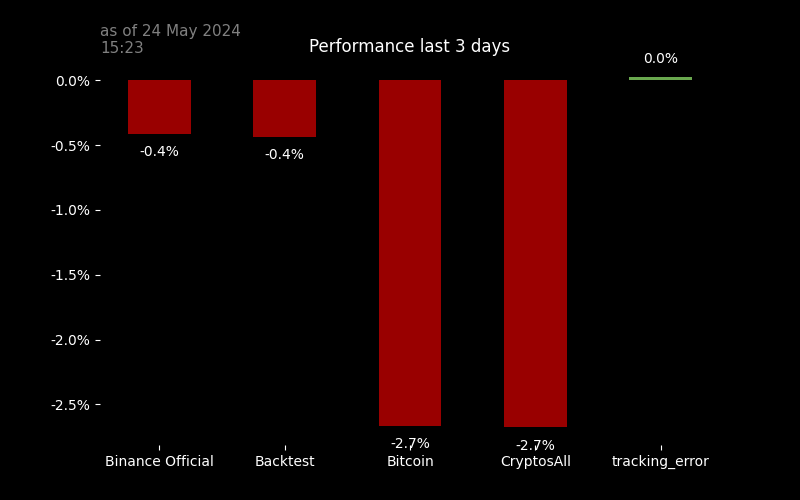 as of 24 May 2024
15:23
Performance last 3 days
0.0%
0.0%
-0.5%
-1.0%
-1.5%
-2.0%
-2.5%
-0.4%
-0.4%
-2.7%
-2.7%
Binance Official
Backtest
Bitcoin
CryptosAll
tracking_error